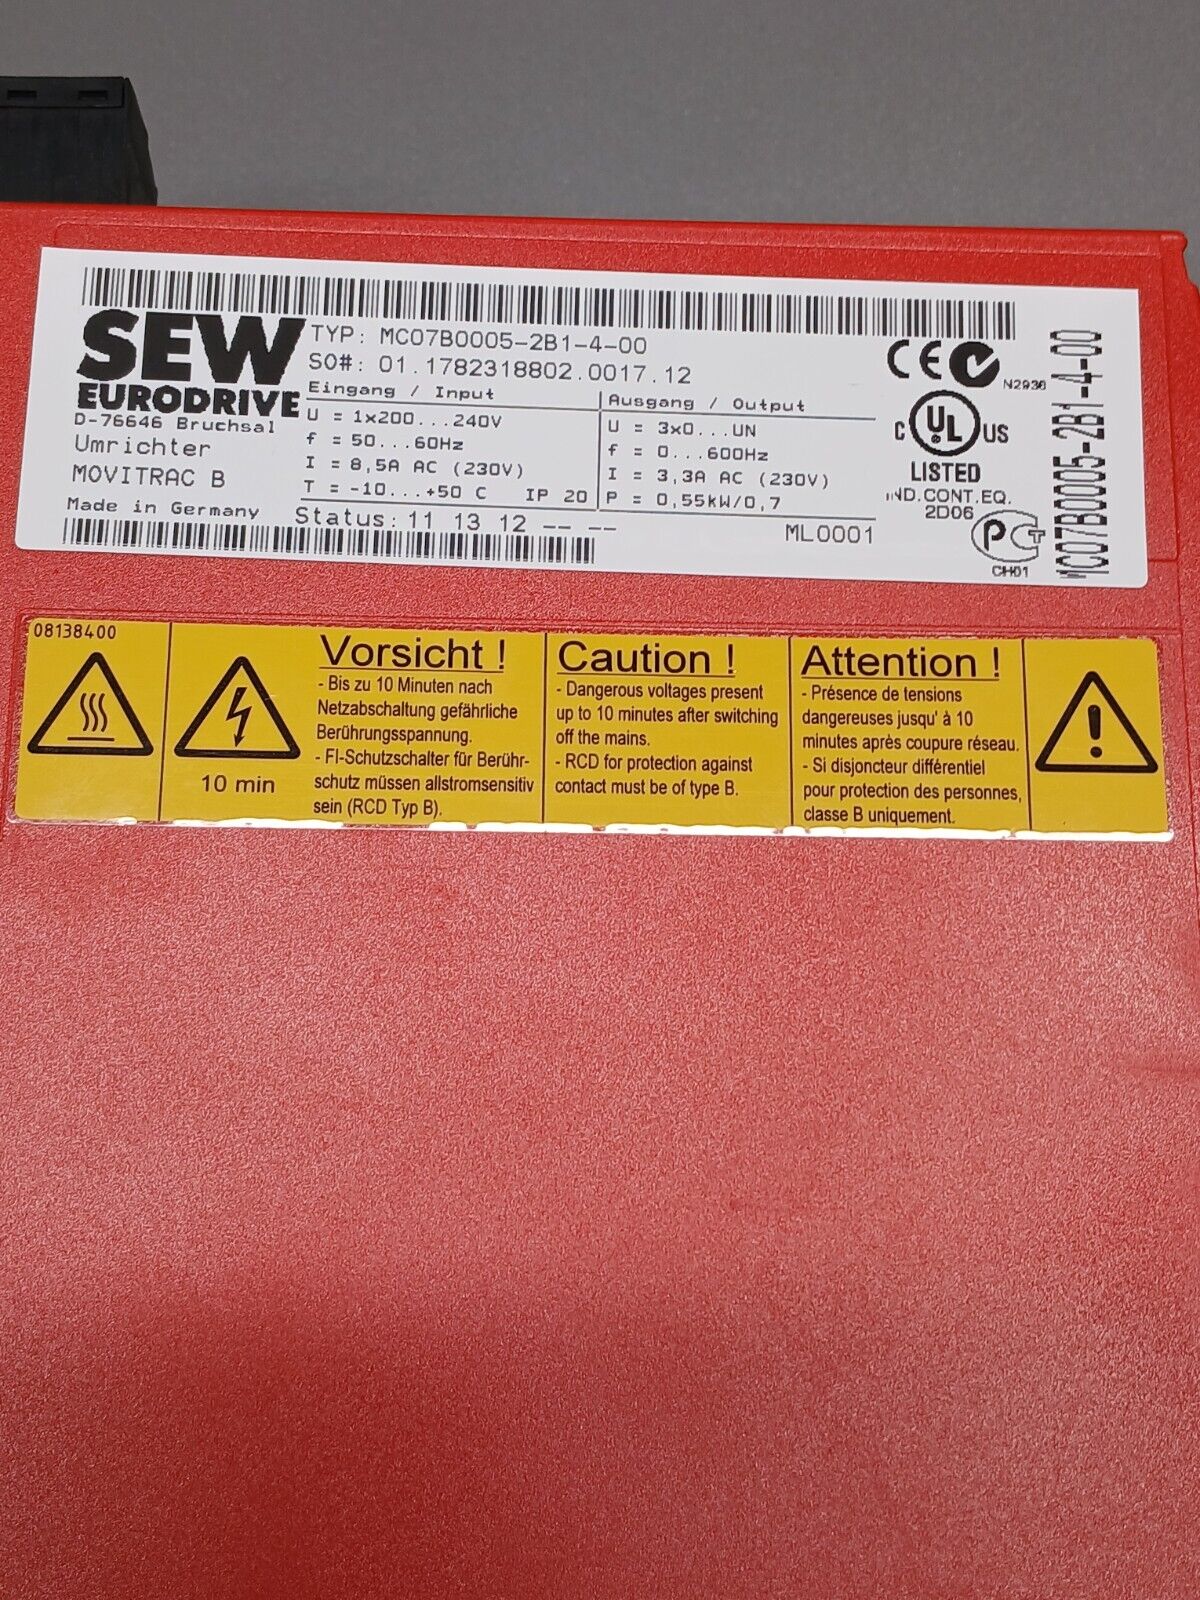 SEW
EURODRIVE
D-76646 Bruchsal
Umrichter
MOVITRAC B
Made in Germany
TYP: MC07B0005-2B1-4-00
SO#: 01.1782318802.0017.12
Eingang / Input
U = 1x200...240V
f = 50...60Hz
I = 8,5A AC (230V)
T = -10...+50 C IP 20
Ausgang / Output
U = 3x0...UN
f = 0...600Hz
I = 3,3A AC (230V)
P = 0,55kW/0,7
Status: 11 13 12 -- --
ML0001
CE
N2936
C UL US
LISTED
IND.CONT.EQ.
2D06
CH01
MC07B0005-2B1-4-00
08138400
10 min
Vorsicht !
- Bis zu 10 Minuten nach
Netzabschaltung gefährliche
Berührungsspannung.
- FI-Schutzschalter für Berühr-
schutz müssen allstromsensitiv
sein (RCD Typ B).
Caution !
- Dangerous voltages present
up to 10 minutes after switching
off the mains.
- RCD for protection against
contact must be of type B.
Attention !
- Présence de tensions
dangereuses jusqu' à 10
minutes après coupure réseau.
- Si disjoncteur différentiel
pour protection des personnes,
classe B uniquement.